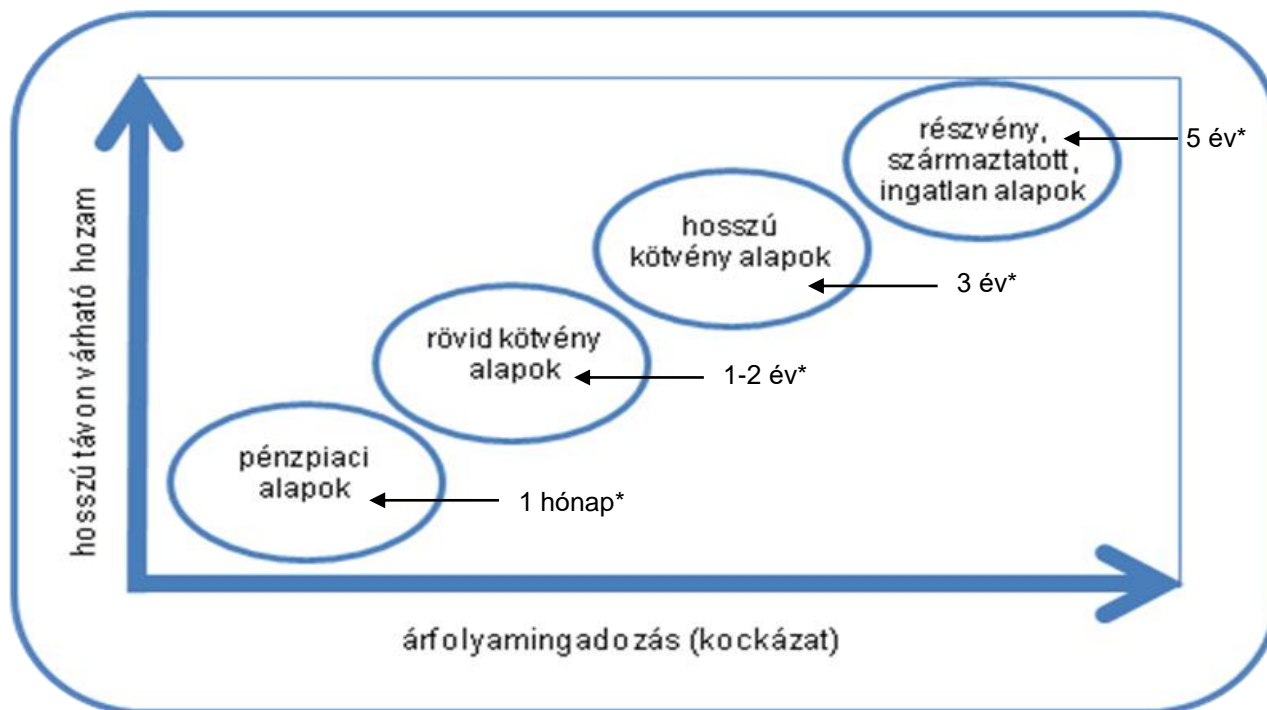 hosszú távon várható hozam
részvény,
származtatott,
ingatlan alapok
5 év*
hosszú
kötvény alapok
3 év*
rövid kötvény
alapok
1-2 év*
pénzpiaci
alapok
1 hónap*
árfolyamingadozás (kockázat)